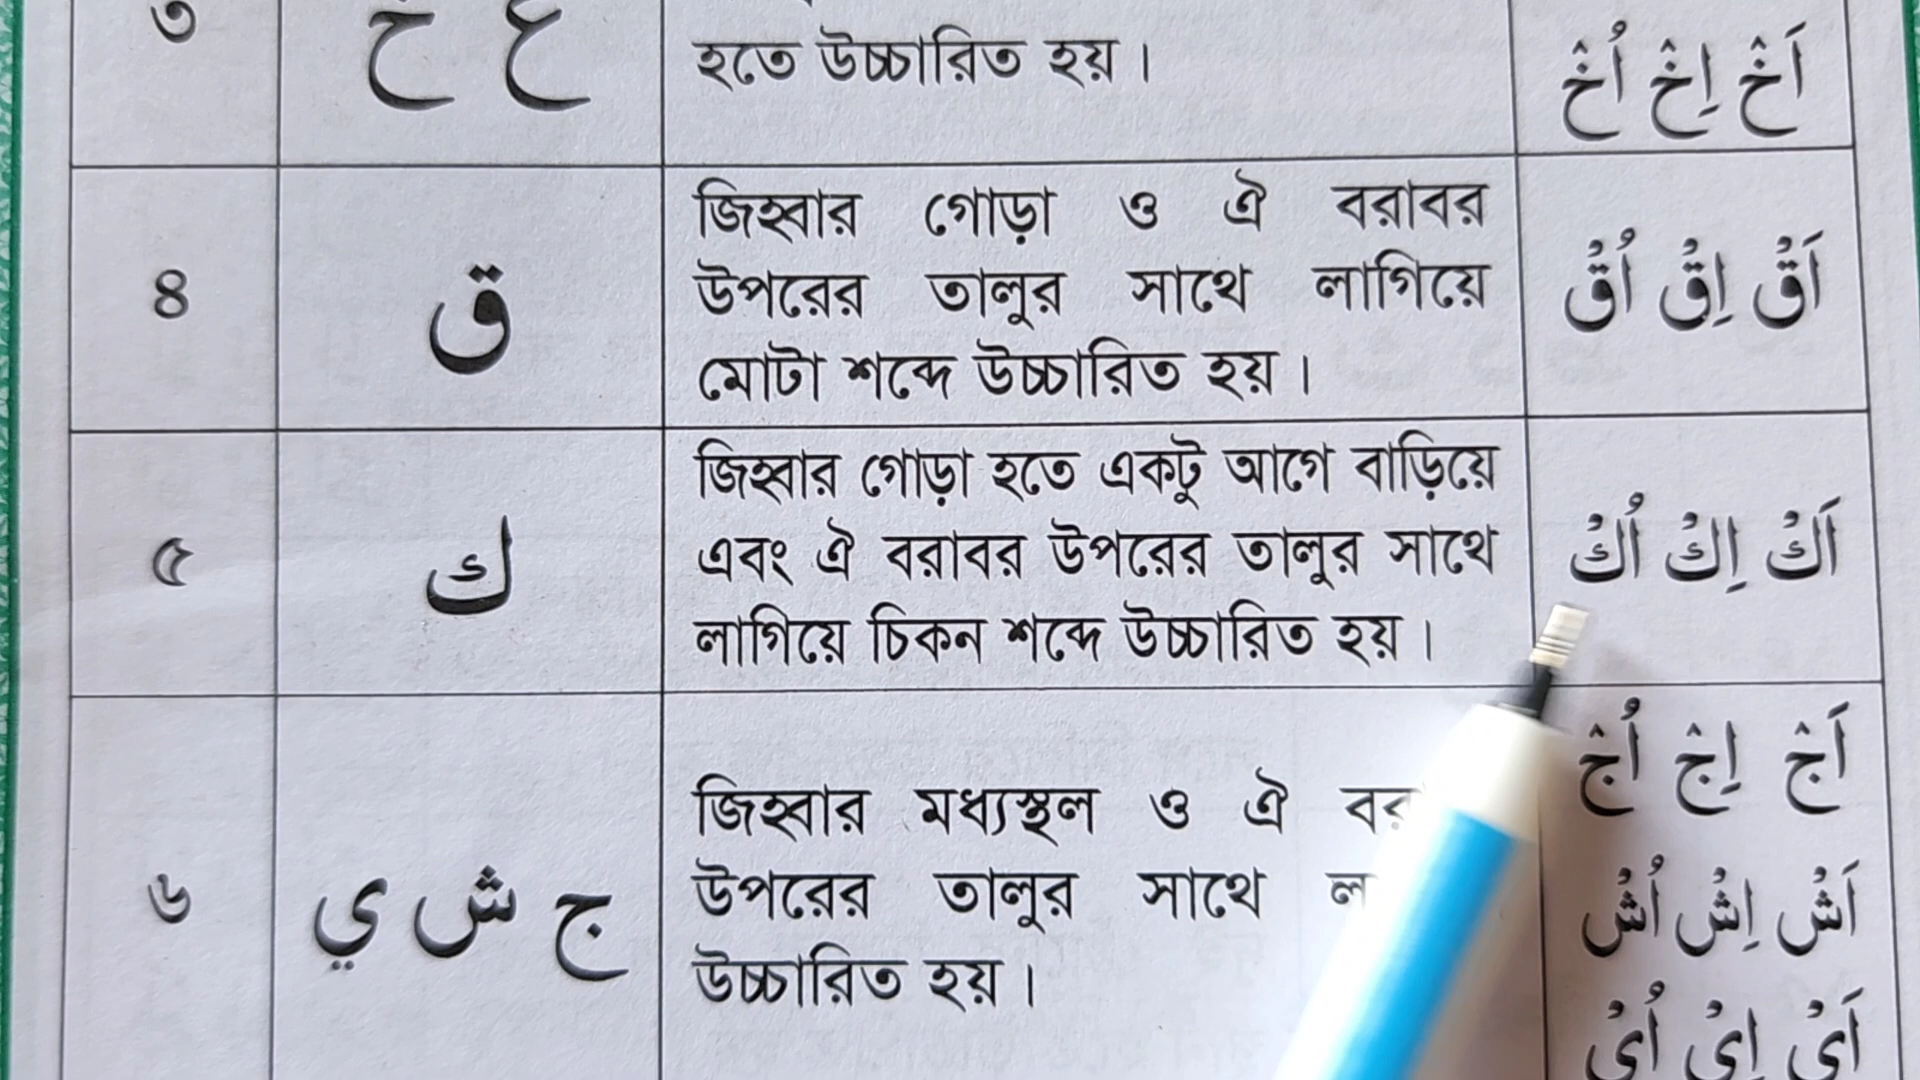 ৩
হতে উচ্চারিত হয়।
اَخْ اِخْ اُخْ
৪
ق
জিহ্বার গোড়া ও ঐ বরাবর
উপরের তালুর সাথে লাগিয়ে
মোটা শব্দে উচ্চারিত হয়।
اَقْ اِقْ اُقْ
৫
ك
জিহ্বার গোড়া হতে একটু আগে বাড়িয়ে
এবং ঐ বরাবর উপরের তালুর সাথে
লাগিয়ে চিকন শব্দে উচ্চারিত হয়।
اَكْ اِكْ اُكْ
৬
ج ش ي
জিহ্বার মধ্যস্থল ও ঐ
উপরের তালুর সাথে
উচ্চারিত হয়।
اَجْ اِجْ اُجْ
اَشْ اِشْ اُشْ
اَىْ اِىْ اُىْ